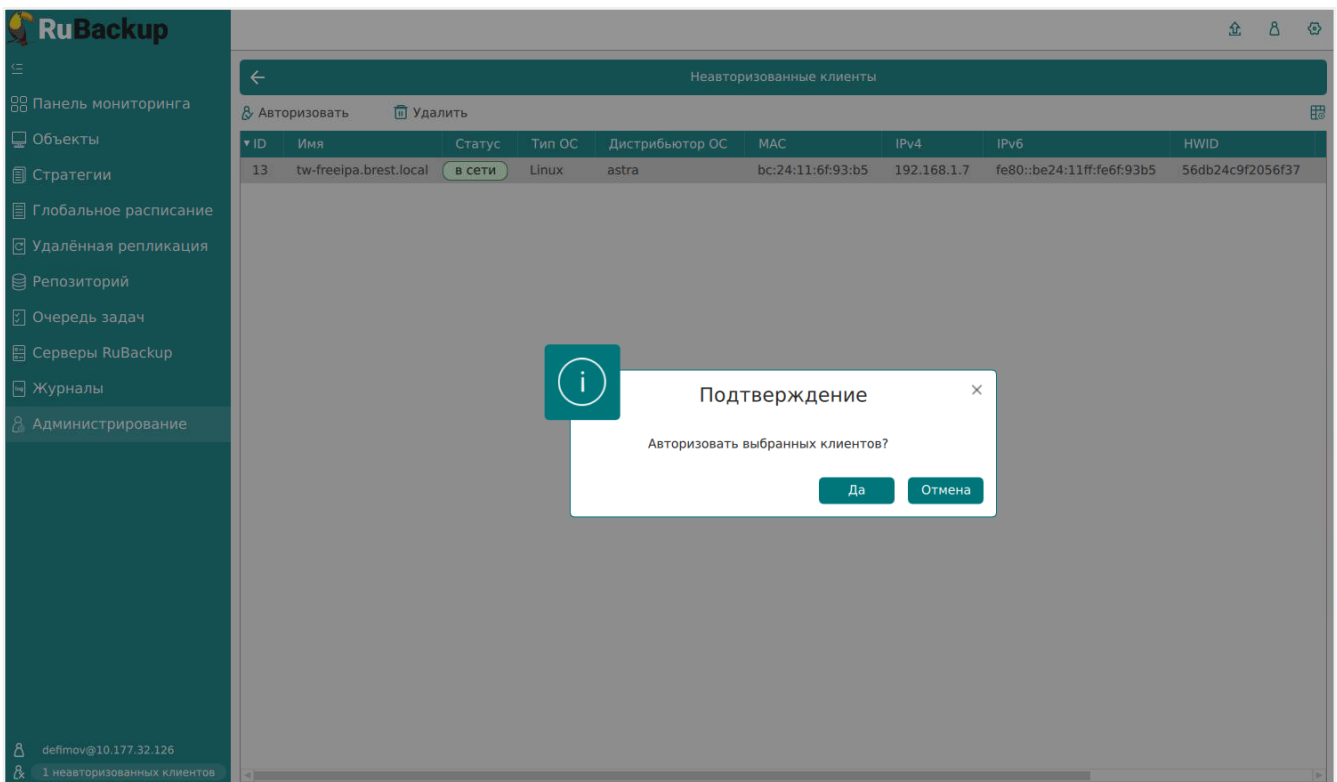 RuBackup
Неавторизованные клиенты
Панель мониторинга
Объекты
Стратегии
Глобальное расписание
Удалённая репликация
Репозиторий
Очередь задач
Серверы RuBackup
Журналы
Администрирование
Авторизовать Удалить
ID Имя Статус Тип ОС Дистрибьютор ОС MAC IPv4 IPv6 HWID
13 tw-freeipa.brest.local в сети Linux astra bc:24:11:6f:93:b5 192.168.1.7 fe80::be24:11ff:fe6f:93b5 56db24c9f2056f37
Подтверждение
Авторизовать выбранных клиентов?
Да Отмена
defimov@10.177.32.126
1 неавторизованных клиентов